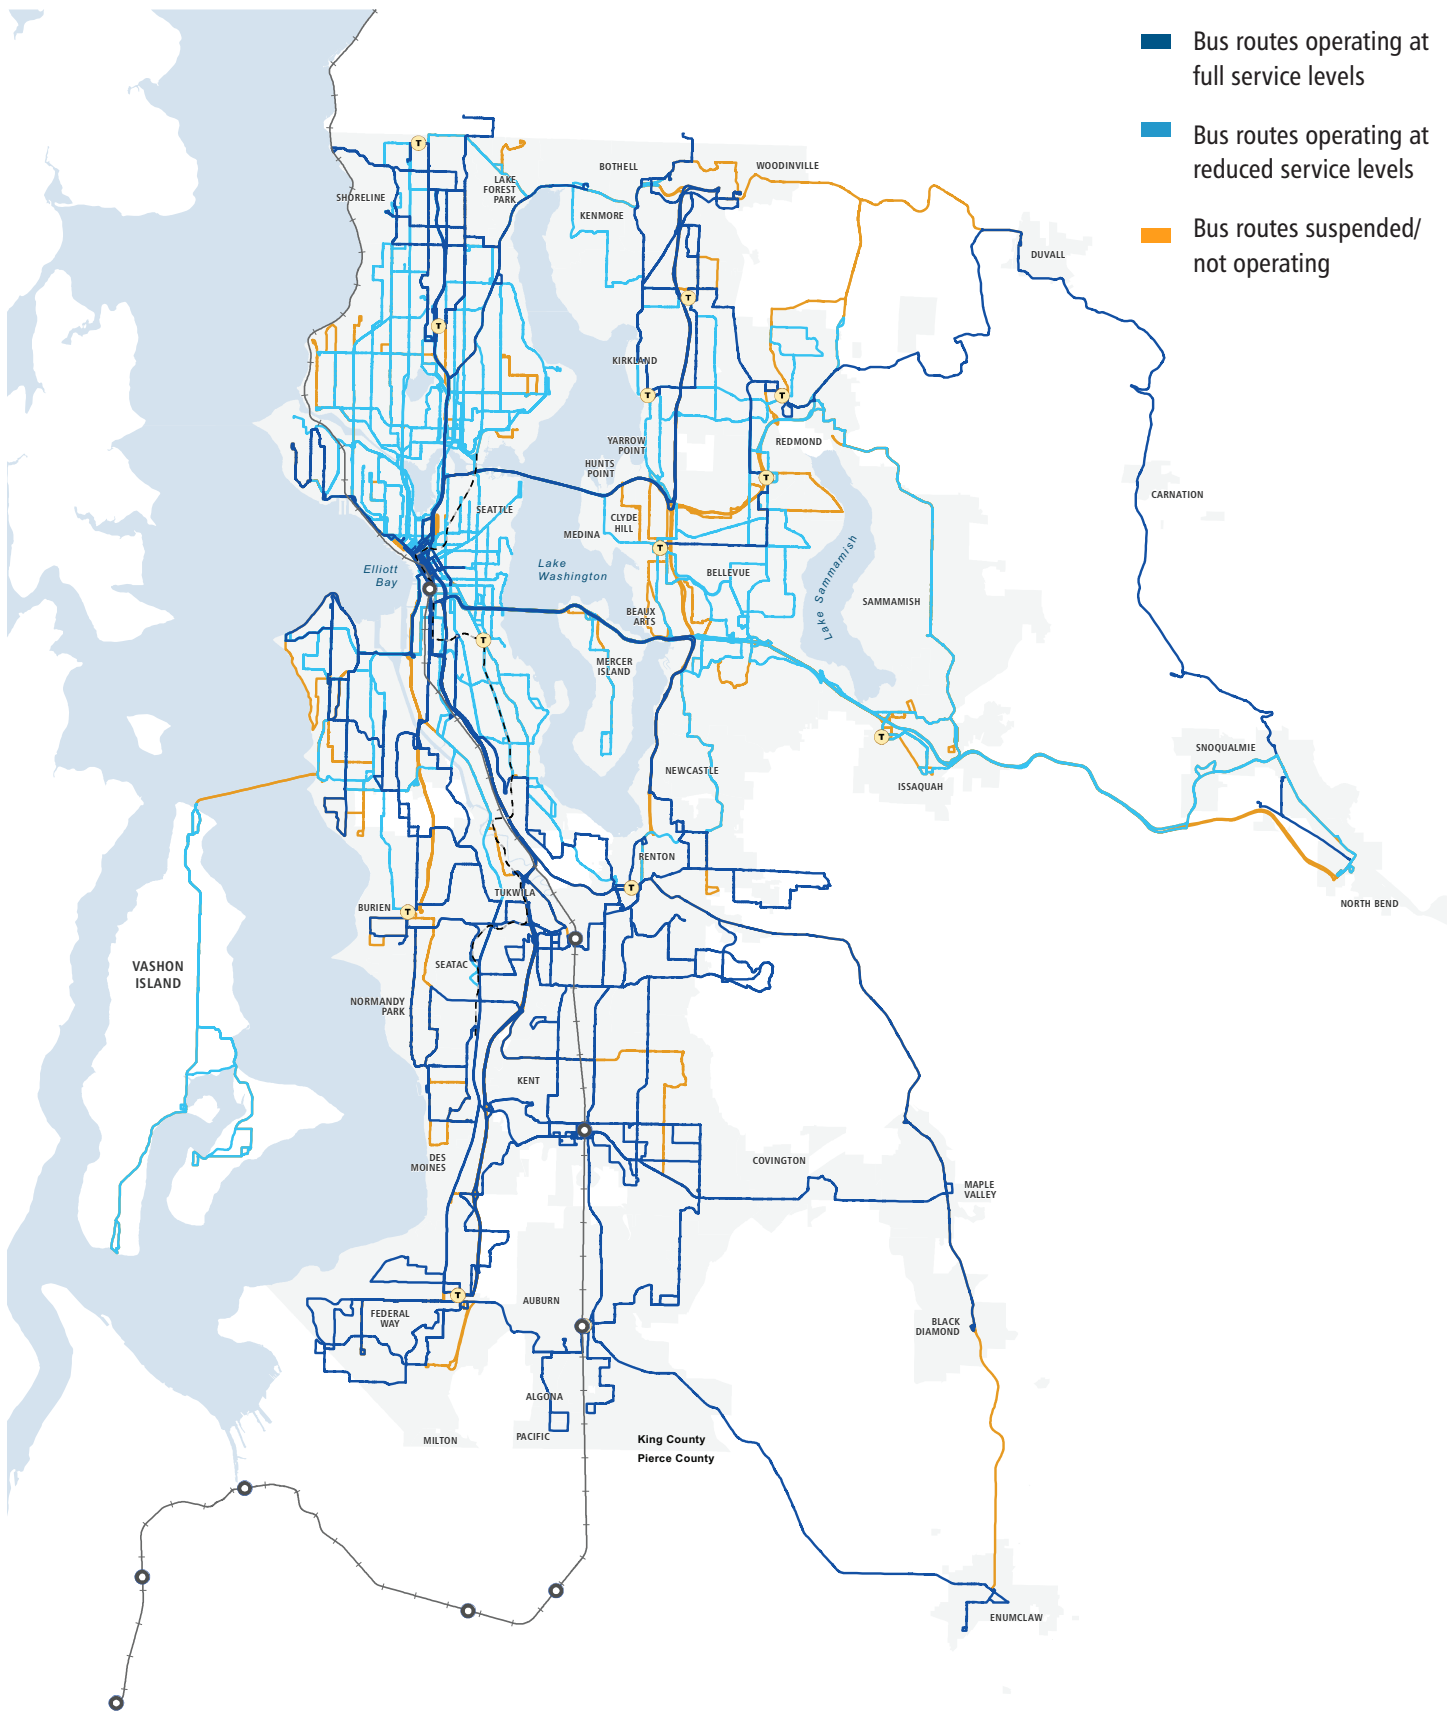 Bus routes operating at
full service levels
Bus routes operating at
reduced service levels
Bus routes suspended/
not operating
T
BOTHELL
WOODINVILLE
LAKE
FOREST
PARK
SHORELINE
KENMORE
DUVALL
T
T
KIRKLAND
T
T
REDMOND
YARROW
POINT
HUNTS
POINT
T
CARNATION
SEATTLE
CLYDE
HILL
MEDINA
T
Elliott
Bay
Lake
Washington
BELLEVUE
Lake Sammamish
SAMMAMISH
BEAUX
ARTS
T
MERCER
ISLAND
T
SNOQUALMIE
NEWCASTLE
ISSAQUAH
RENTON
T
TUKWILA
NORTH BEND
BURIEN
T
VASHON
ISLAND
SEATAC
NORMANDY
PARK
KENT
DES
MOINES
COVINGTON
MAPLE
VALLEY
T
AUBURN
FEDERAL
WAY
BLACK
DIAMOND
ALGONA
MILTON
PACIFIC
King County
Pierce County
ENUMCLAW